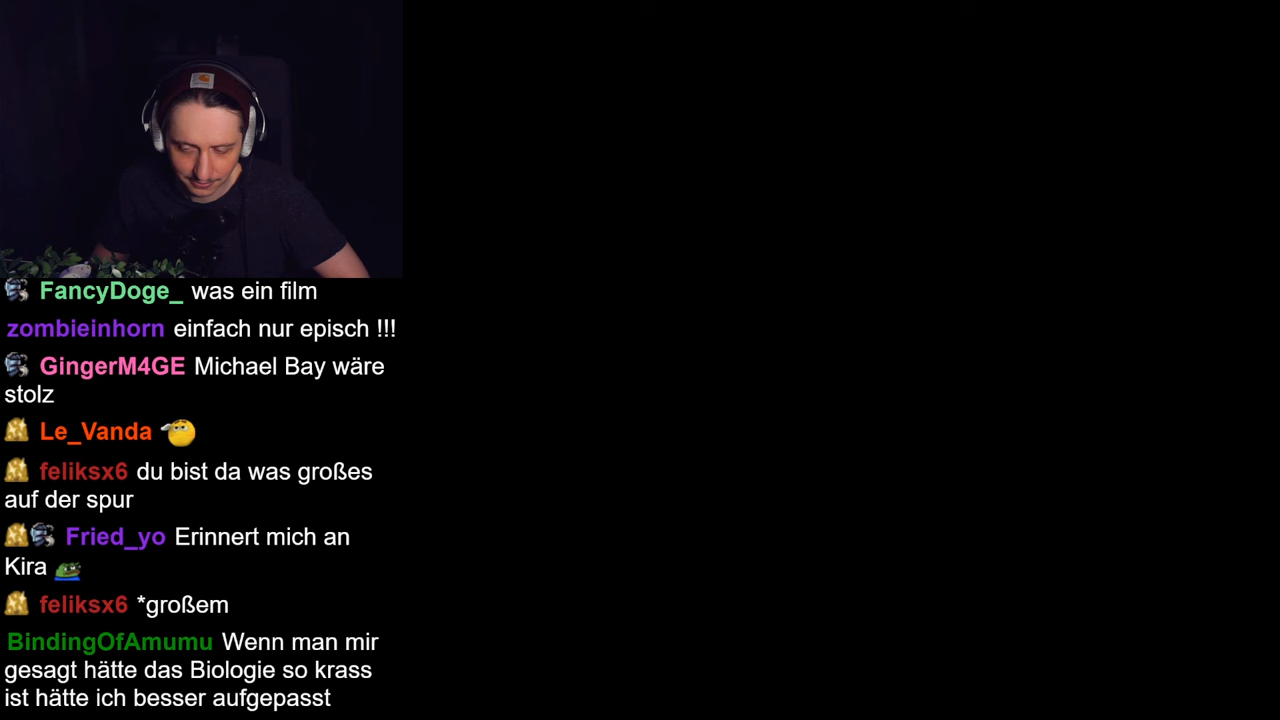 FancyDoge_ was ein film
zombieinhorn einfach nur episch !!!
GingerM4GE Michael Bay wäre
stolz
Le_Vanda
feliksx6 du bist da was großes
auf der spur
Fried_yo Erinnert mich an
Kira
feliksx6 *großem
BindingOfAmumu Wenn man mir
gesagt hätte das Biologie so krass
ist hätte ich besser aufgepasst